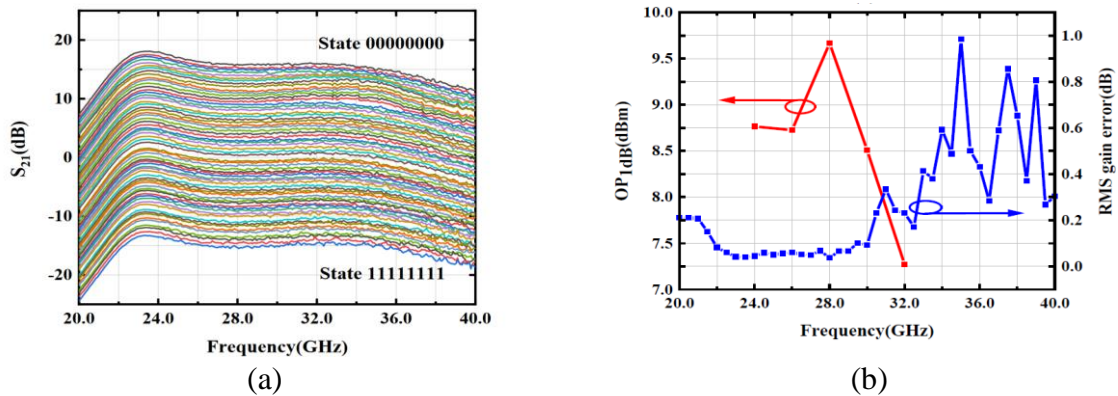 20
10
0
-10
-20
S21(dB)
State 00000000
State 11111111
20.0 24.0 28.0 32.0 36.0 40.0
Frequency(GHz)
(a)
10.0
9.5
9.0
8.5
8.0
7.5
7.0
OP1dB(dBm)
1.0
0.8
0.6
0.4
0.2
0.0
RMS gain error(dB)
20.0 24.0 28.0 32.0 36.0 40.0
Frequency(GHz)
(b)